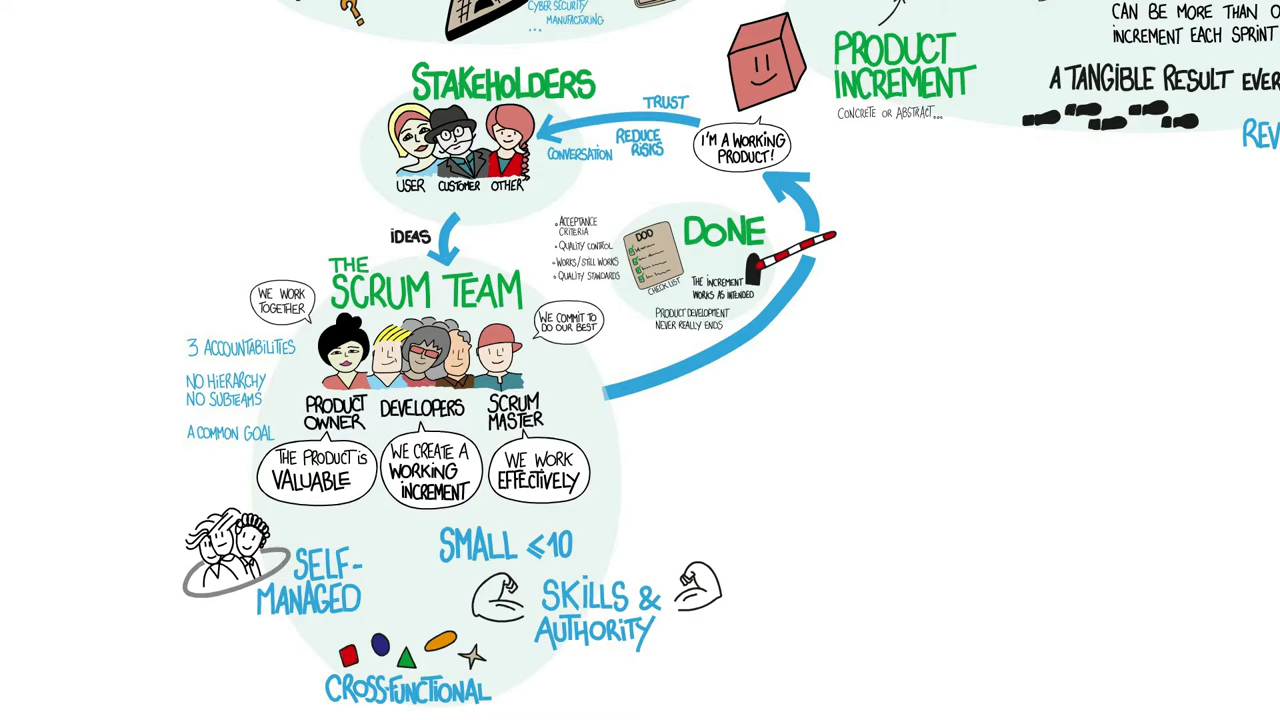 CYBER SECURITY
MANUFACTURING
...
CAN BE MORE THAN O
INCREMENT EACH SPRINT
PRODUCT
INCREMENT
CONCRETE OR ABSTRACT...
A TANGIBLE RESULT EVER
REV
STAKEHOLDERS
USER
CUSTOMER
OTHER
TRUST
REDUCE
RISKS
CONVERSATION
I'M A WORKING
PRODUCT!
IDEAS
ACCEPTANCE
CRITERIA
QUALITY CONTROL
WORKS/STILL WORKS
QUALITY STANDARDS
DOD
CHECKLIST
DONE
THE INCREMENT
WORKS AS INTENDED
PRODUCT DEVELOPMENT
NEVER REALLY ENDS
THE
SCRUM TEAM
WE WORK
TOGETHER
WE COMMIT TO
DO OUR BEST
3 ACCOUNTABILITIES
NO HIERARCHY
NO SUBTEAMS
A COMMON GOAL
PRODUCT
OWNER
DEVELOPERS
SCRUM
MASTER
THE PRODUCT IS
VALUABLE
WE CREATE A
WORKING
INCREMENT
WE WORK
EFFECTIVELY
SELF-
MANAGED
SMALL ≤10
SKILLS &
AUTHORITY
CROSS-FUNCTIONAL